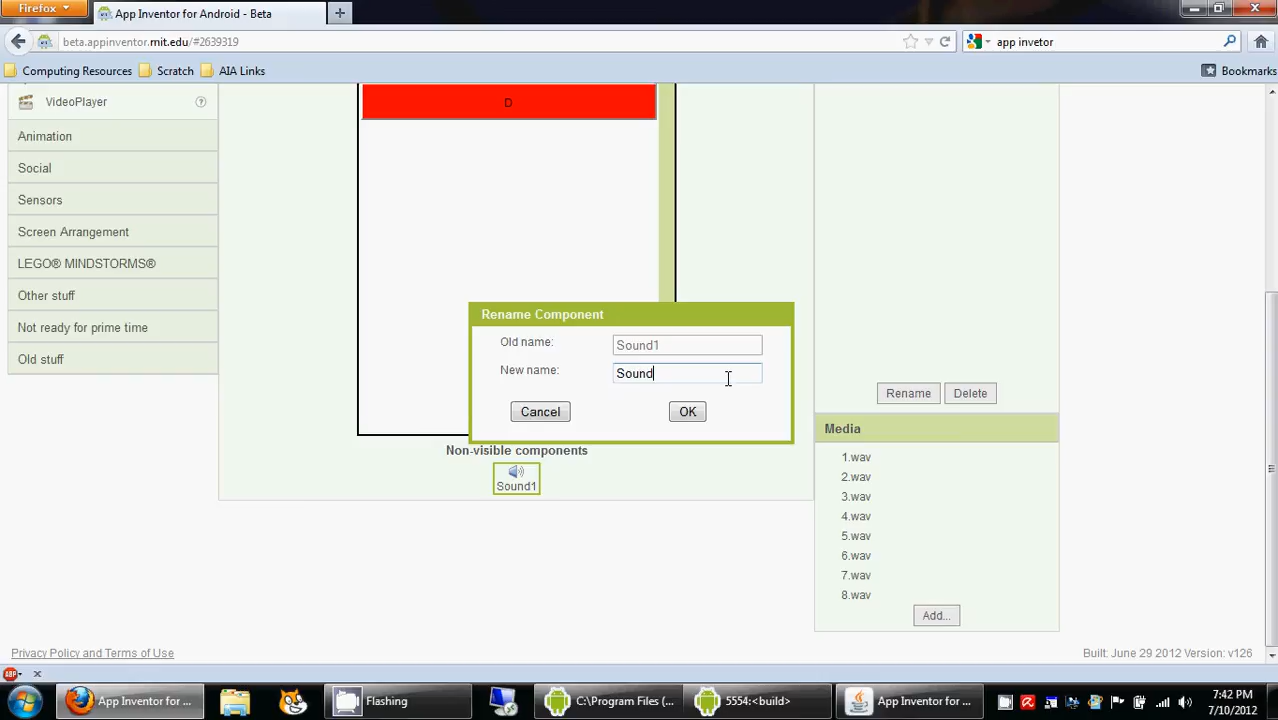 Firefox
App Inventor for Android - Beta
beta.appinventor.mit.edu/#2639319
app invetor
Computing Resources
Scratch
AIA Links
Bookmarks
VideoPlayer
?
D
Animation
Social
Sensors
Screen Arrangement
LEGO® MINDSTORMS®
Other stuff
Not ready for prime time
Old stuff
Rename Component
Old name:
Sound1
New name:
Sound
Cancel
OK
Rename
Delete
Media
1.wav
2.wav
3.wav
4.wav
5.wav
6.wav
7.wav
8.wav
Add...
Non-visible components
Sound1
Privacy Policy and Terms of Use
Built: June 29 2012 Version: v126
ABP
App Inventor for ...
Flashing
C:\Program Files (...
5554:<build>
App Inventor for ...
7:42 PM
7/10/2012